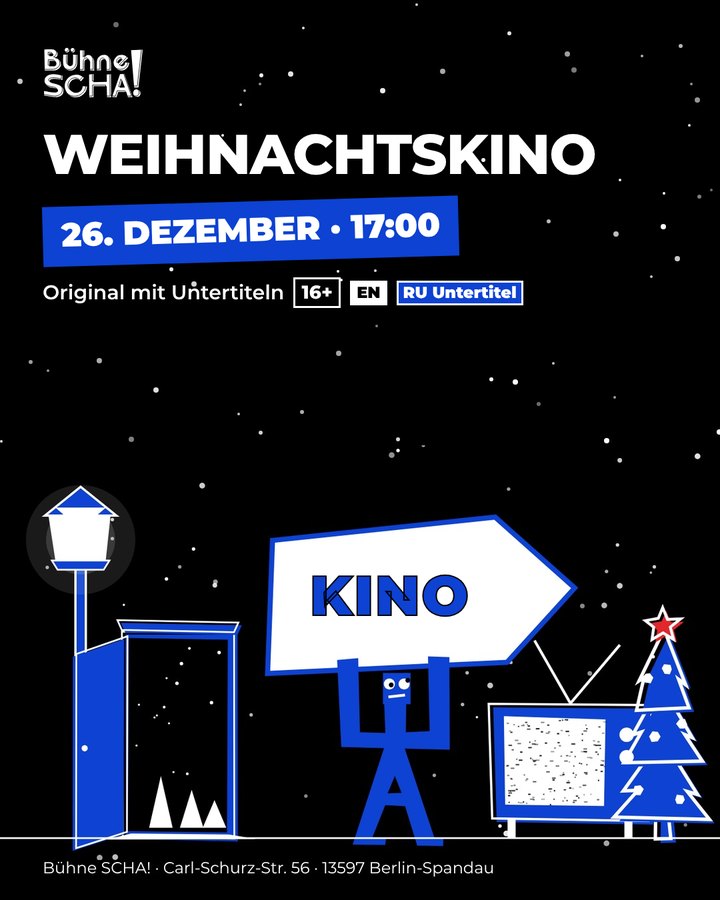 Bühne
SCHA!
WEIHNACHTSKINO
26. DEZEMBER • 17:00
Original mit Untertiteln 16+ EN RU Untertitel
KINO
Bühne SCHA! · Carl-Schurz-Str. 56 · 13597 Berlin-Spandau